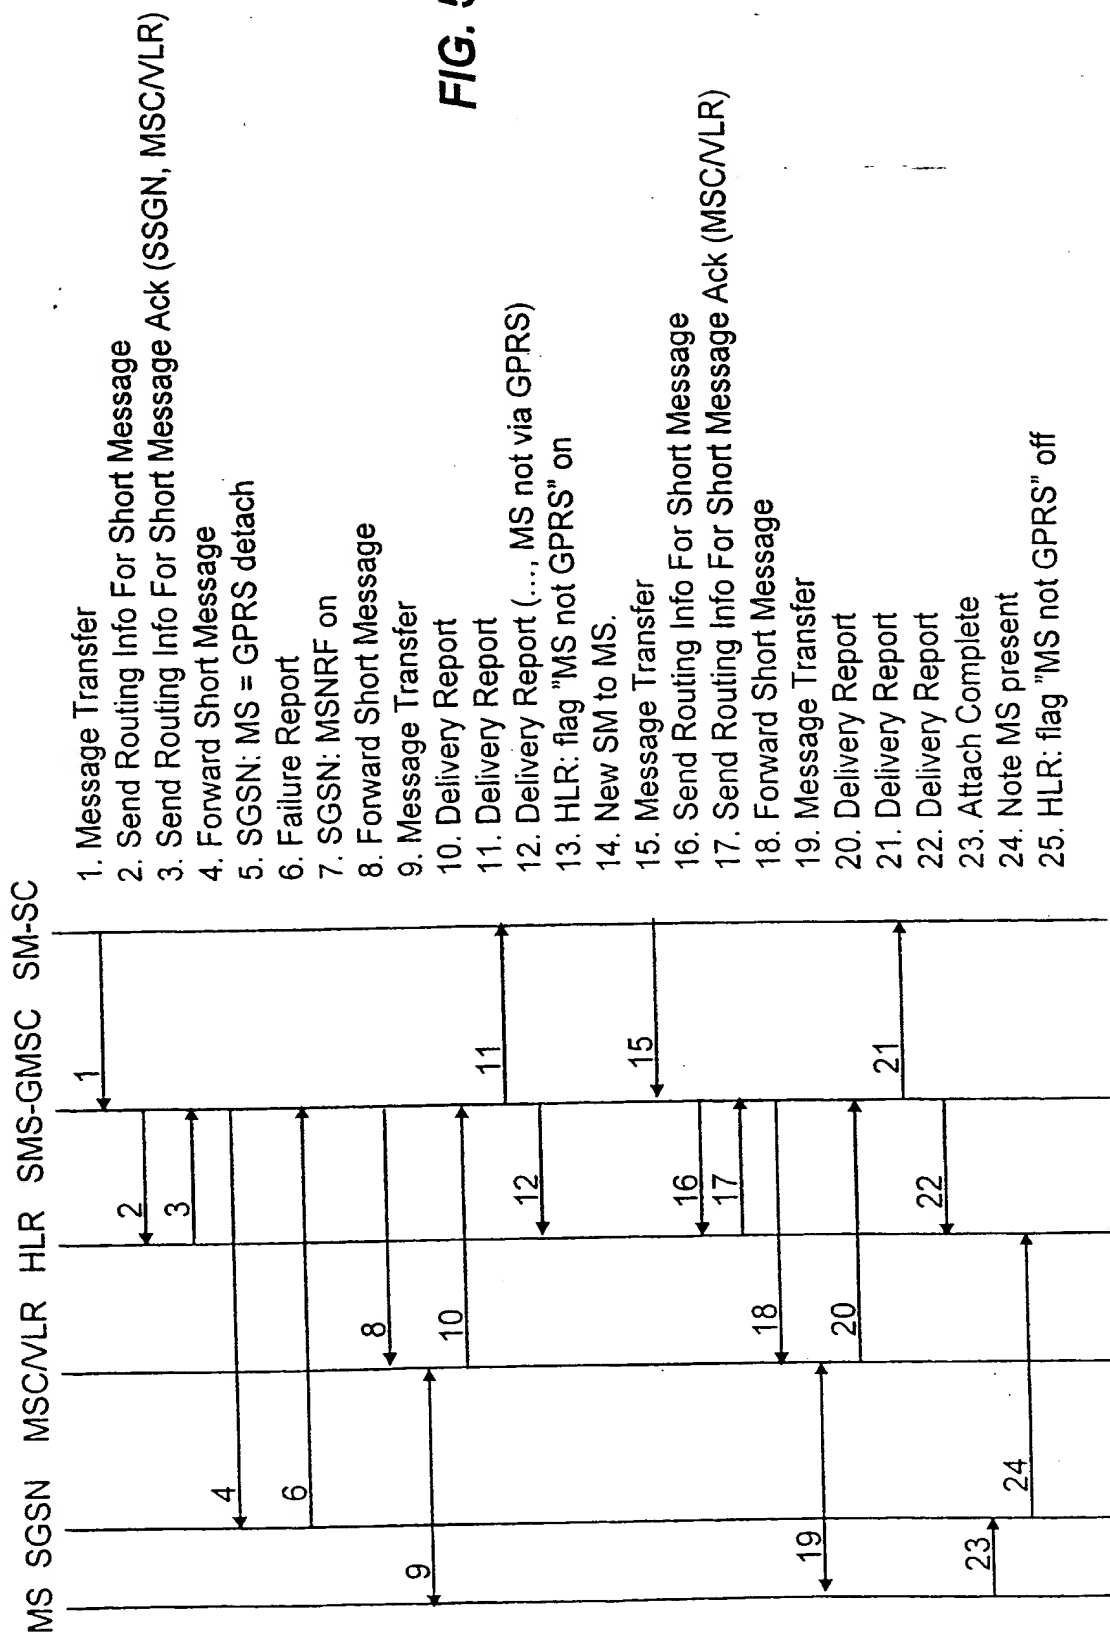 MS SGSN MSC/VLR HLR SMS-GMSC SM-SC
1
2
3
4
6
8
9
10
11
12
15
16
17
18
19
20
21
22
23
24
1. Message Transfer
2. Send Routing Info For Short Message
3. Send Routing Info For Short Message Ack (SSGN, MSC/VLR)
4. Forward Short Message
5. SGSN: MS = GPRS detach
6. Failure Report
7. SGSN: MSNRF on
8. Forward Short Message
9. Message Transfer
10. Delivery Report
11. Delivery Report
12. Delivery Report (..., MS not via GPRS)
13. HLR: flag "MS not GPRS" on
14. New SM to MS.
15. Message Transfer
16. Send Routing Info For Short Message
17. Send Routing Info For Short Message Ack (MSC/VLR)
18. Forward Short Message
19. Message Transfer
20. Delivery Report
21. Delivery Report
22. Delivery Report
23. Attach Complete
24. Note MS present
25. HLR: flag "MS not GPRS" off
FIG. 5